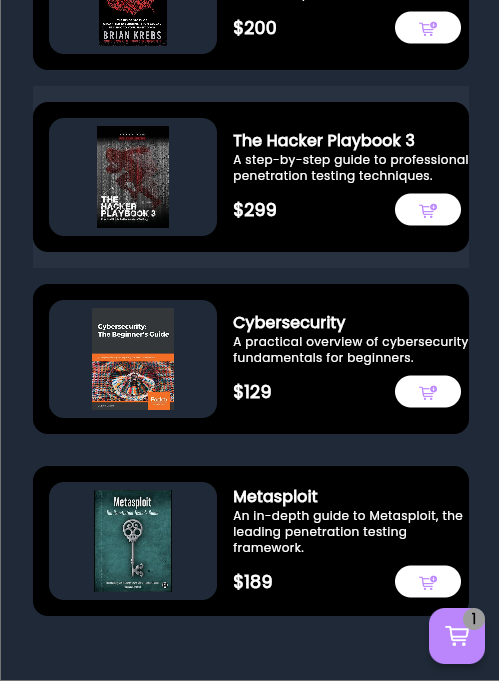 BRIAN KREBS
$200
The Hacker Playbook 3
A step-by-step guide to professional
penetration testing techniques.
$299
THE
HACKER
PLAYBOOK 3
Cybersecurity
A practical overview of cybersecurity
fundamentals for beginners.
$129
Cybersecurity:
The Beginner's Guide
Metasploit
An in-depth guide to Metasploit, the
leading penetration testing
framework.
$189
Metasploit
1